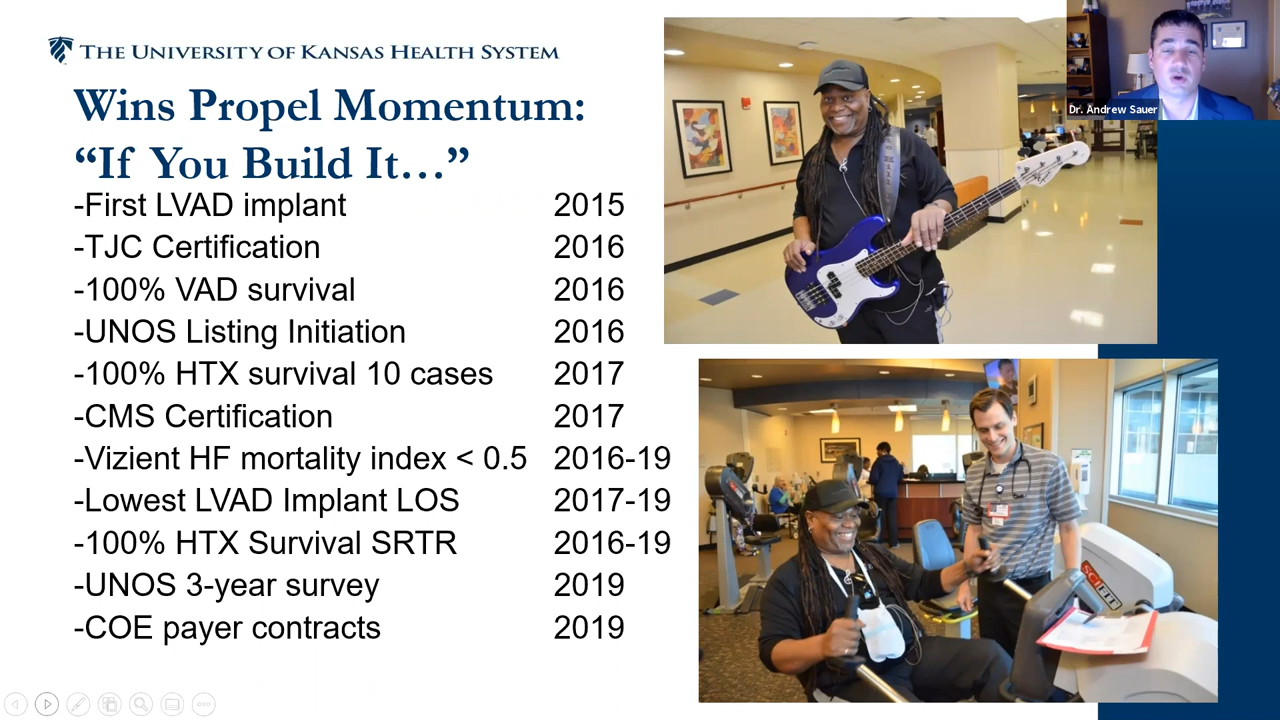 THE UNIVERSITY OF KANSAS HEALTH SYSTEM
Wins Propel Momentum:
“If You Build It…”
-First LVAD implant 2015
-TJC Certification 2016
-100% VAD survival 2016
-UNOS Listing Initiation 2016
-100% HTX survival 10 cases 2017
-CMS Certification 2017
-Vizient HF mortality index < 0.5 2016-19
-Lowest LVAD Implant LOS 2017-19
-100% HTX Survival SRTR 2016-19
-UNOS 3-year survey 2019
-COE payer contracts 2019
Dr. Andrew Sauer
SCIFIT